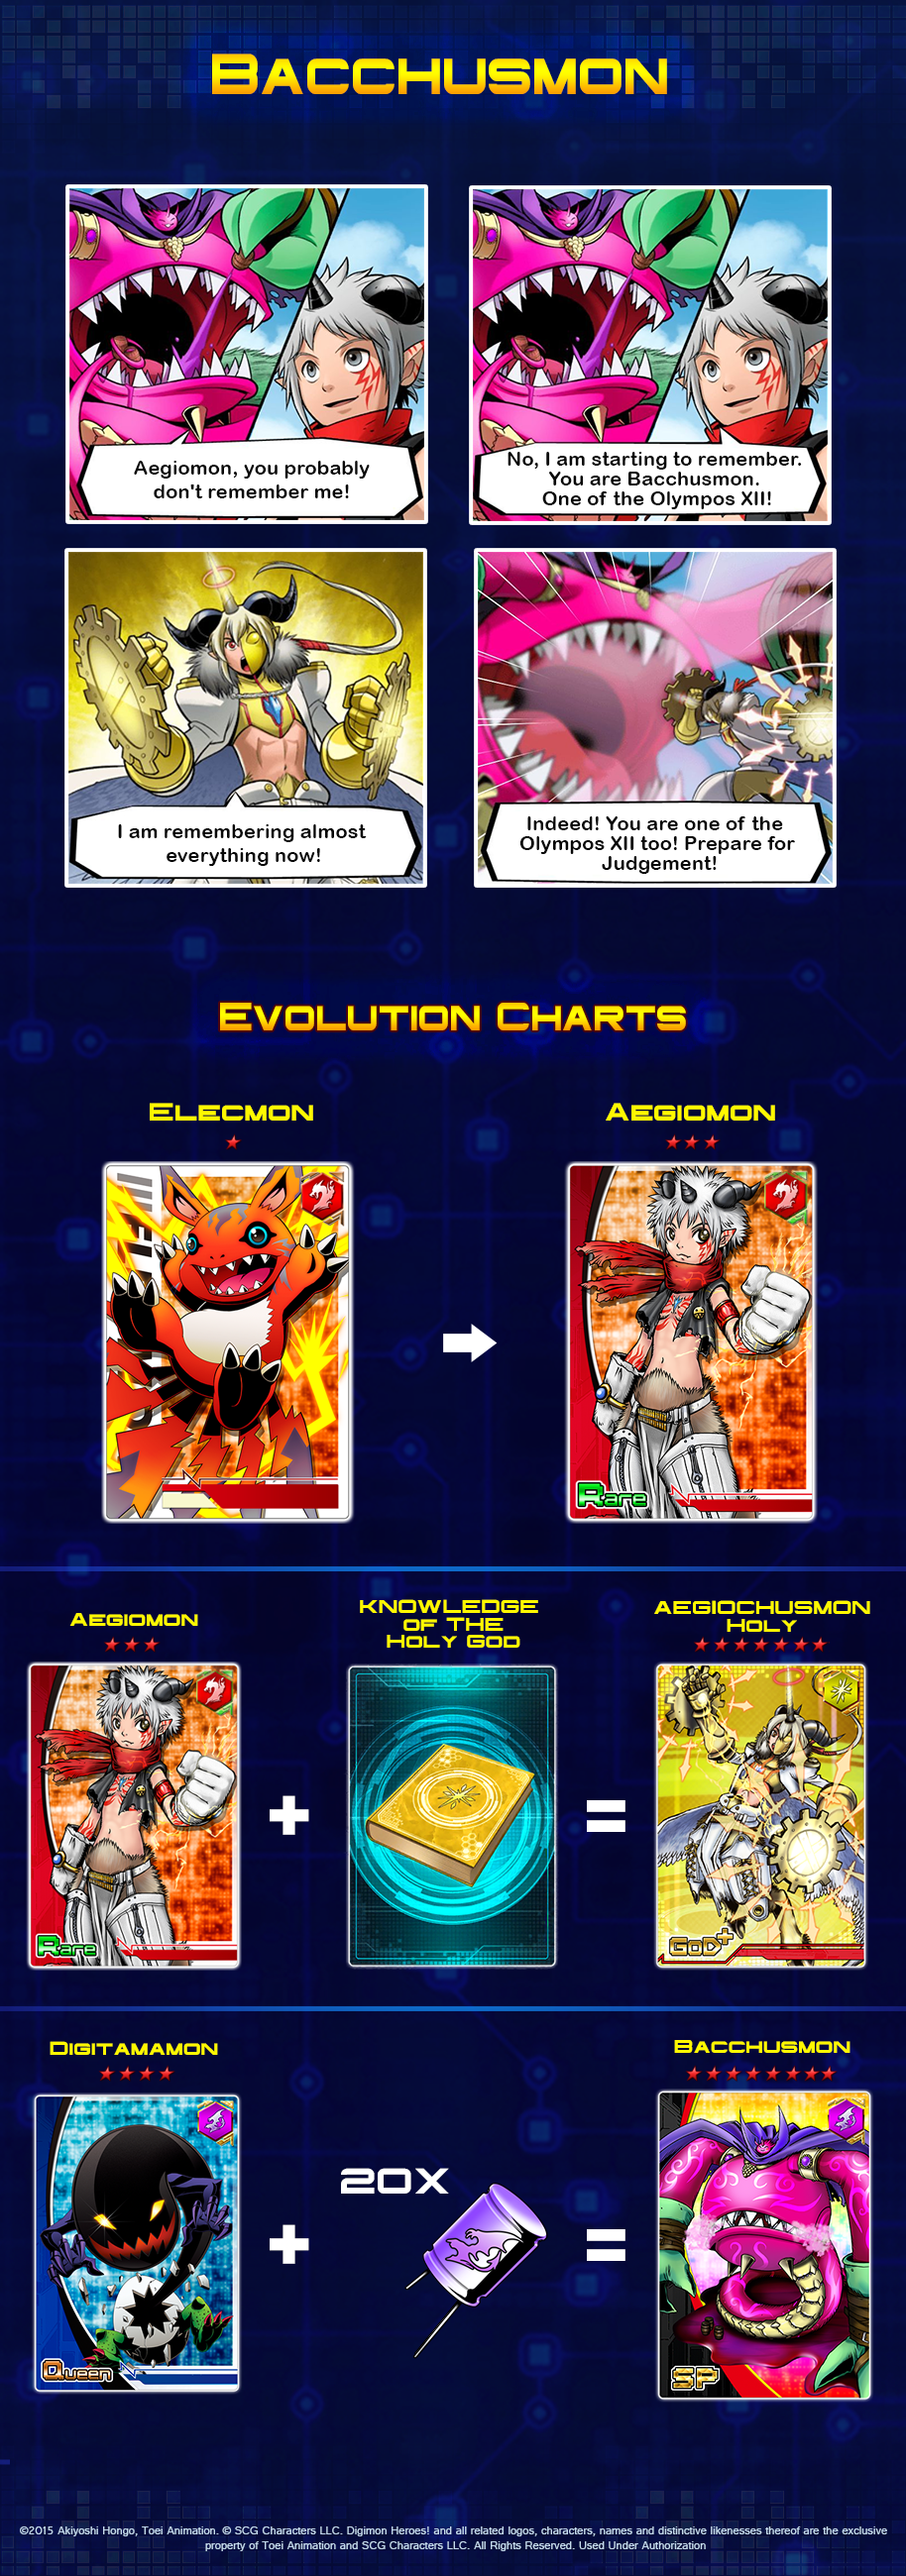 BACCHUSMON
Aegiomon, you probably
don't remember me!
No, I am starting to remember.
You are Bacchusmon.
One of the Olympos XII!
I am remembering almost
everything now!
Indeed! You are one of the
Olympos XII too! Prepare for
Judgement!
EVOLUTION CHARTS
ELECMON
AEGIOMON
Rare
AEGIOMON
KNOWLEDGE
OF THE
HOLY GOD
AEGIOCHUSMON
HOLY
Rare
+
=
GOD+
DIGITAMAMON
BACCHUSMON
20X
+
=
Queen
SP
©2015 Akiyoshi Hongo, Toei Animation. © SCG Characters LLC. Digimon Heroes! and all related logos, characters, names and distinctive likenesses thereof are the exclusive
property of Toei Animation and SCG Characters LLC. All Rights Reserved. Used Under Authorization